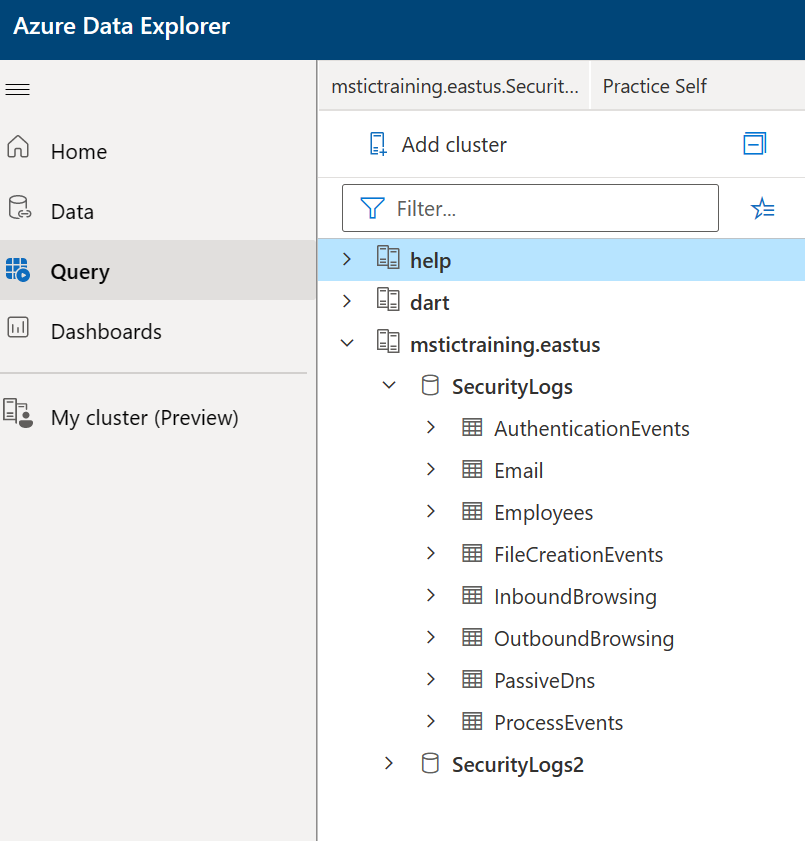 Azure Data Explorer
Home
Data
Query
Dashboards
My cluster (Preview)
mstictraining.eastus.Securit...
Practice Self
Add cluster
Filter...
help
dart
mstictraining.eastus
SecurityLogs
AuthenticationEvents
Email
Employees
FileCreationEvents
InboundBrowsing
OutboundBrowsing
PassiveDns
ProcessEvents
SecurityLogs2